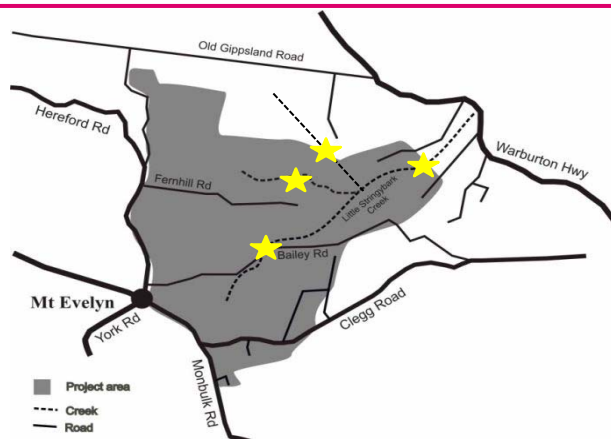 Old Gippsland Road
Hereford Rd
Warburton Hwy
Fernhill Rd
Little Stringybark
Creek
Bailey Rd
Mt Evelyn
Clegg Road
York Rd
Monbulk Rd
Project area
Creek
Road